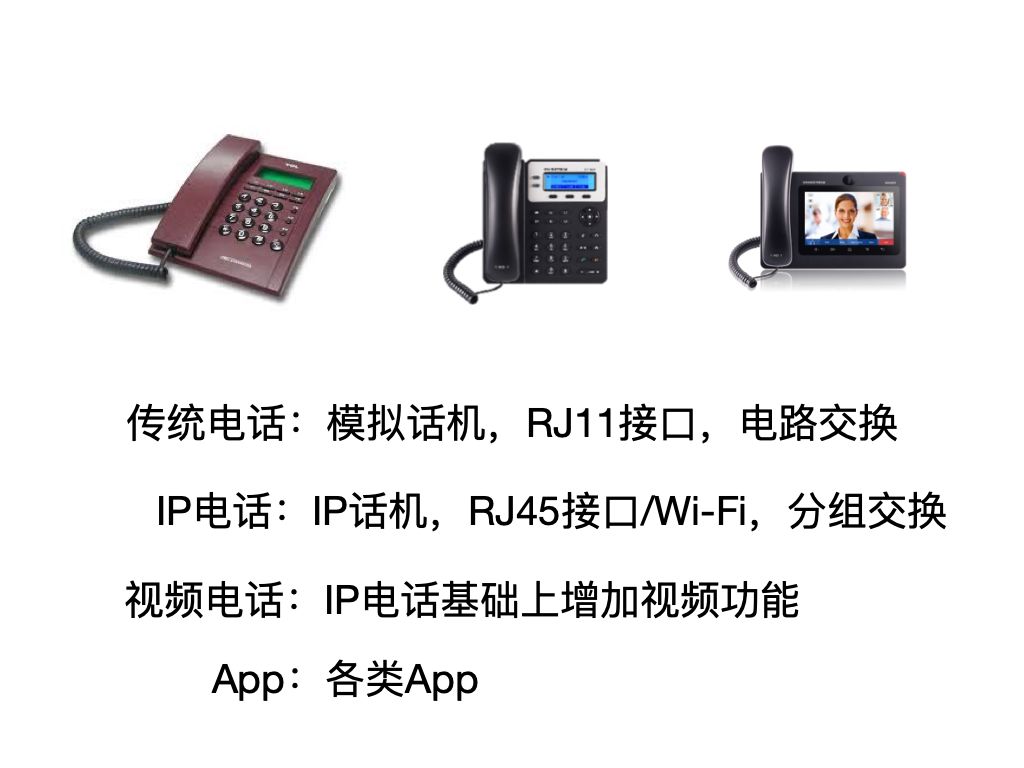 TCL
传统电话：模拟话机，RJ11接口，电路交换
IP电话：IP话机，RJ45接口/Wi-Fi，分组交换
视频电话：IP电话基础上增加视频功能
App：各类App